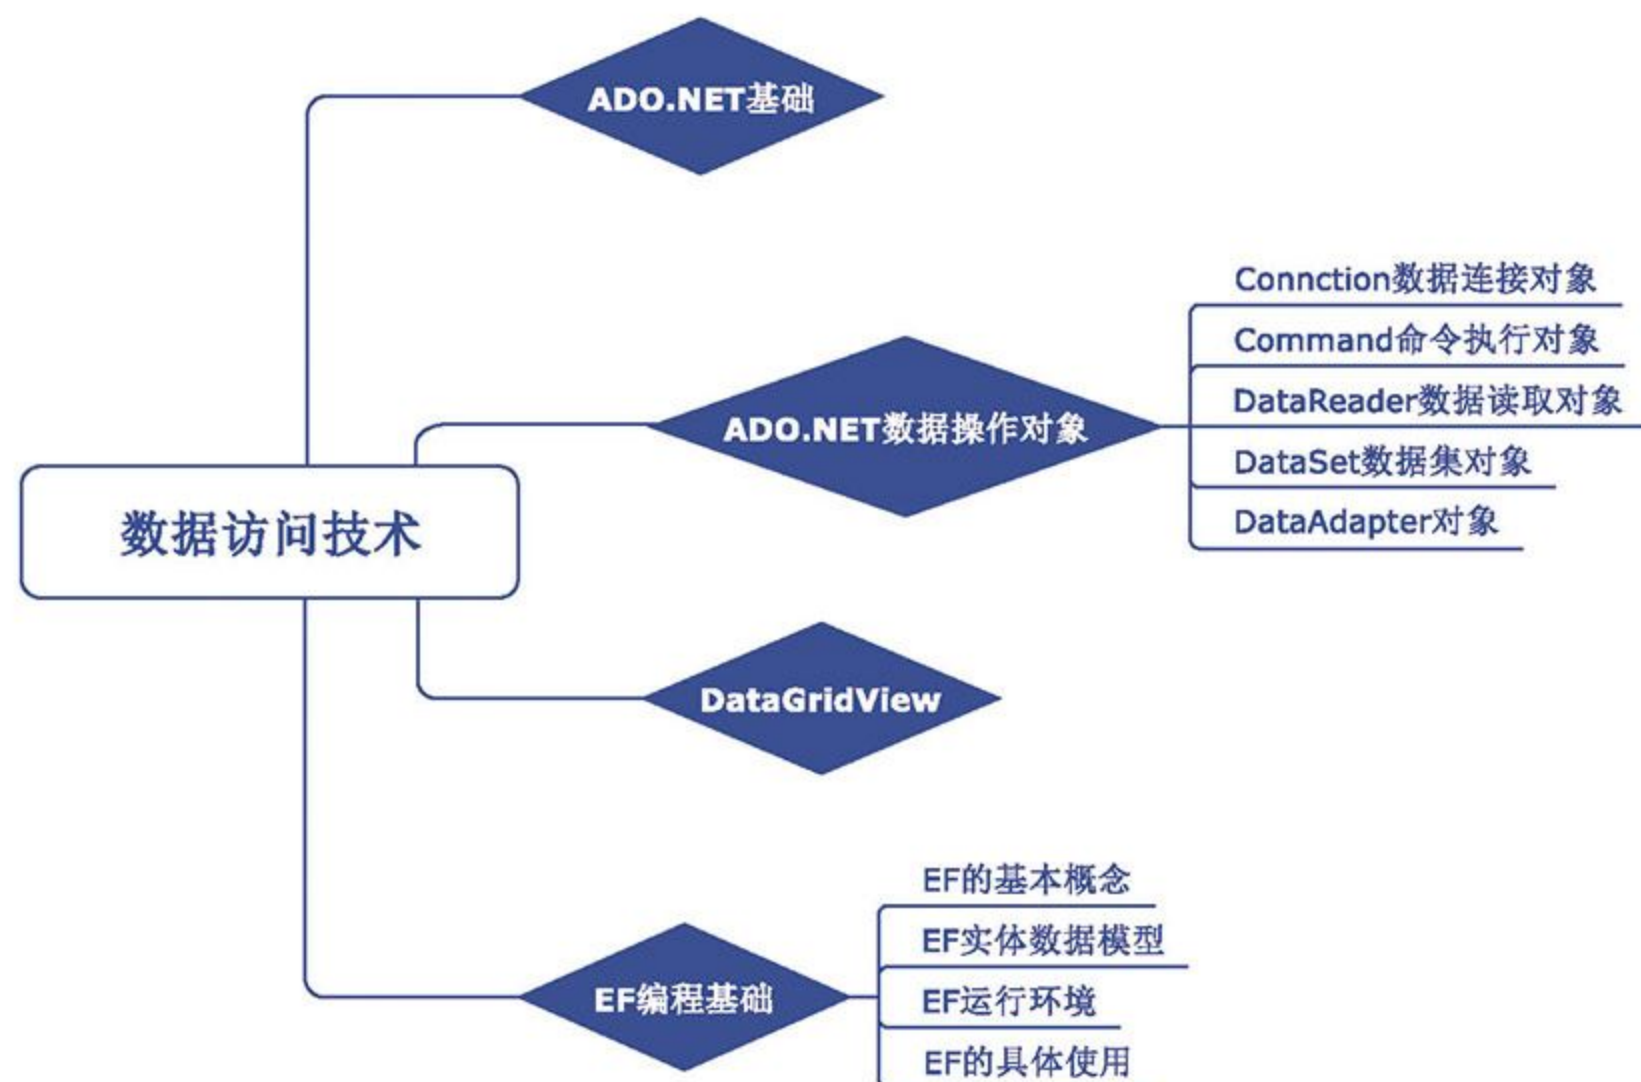 ADO.NET基础
Connction数据连接对象
Command命令执行对象
DataReader数据读取对象
ADO.NET数据操作对象
DataSet数据集对象
DataAdapter对象
数据访问技术
DataGridView
EF的基本概念
EF实体数据模型
EF编程基础
EF运行环境
EF的具体使用